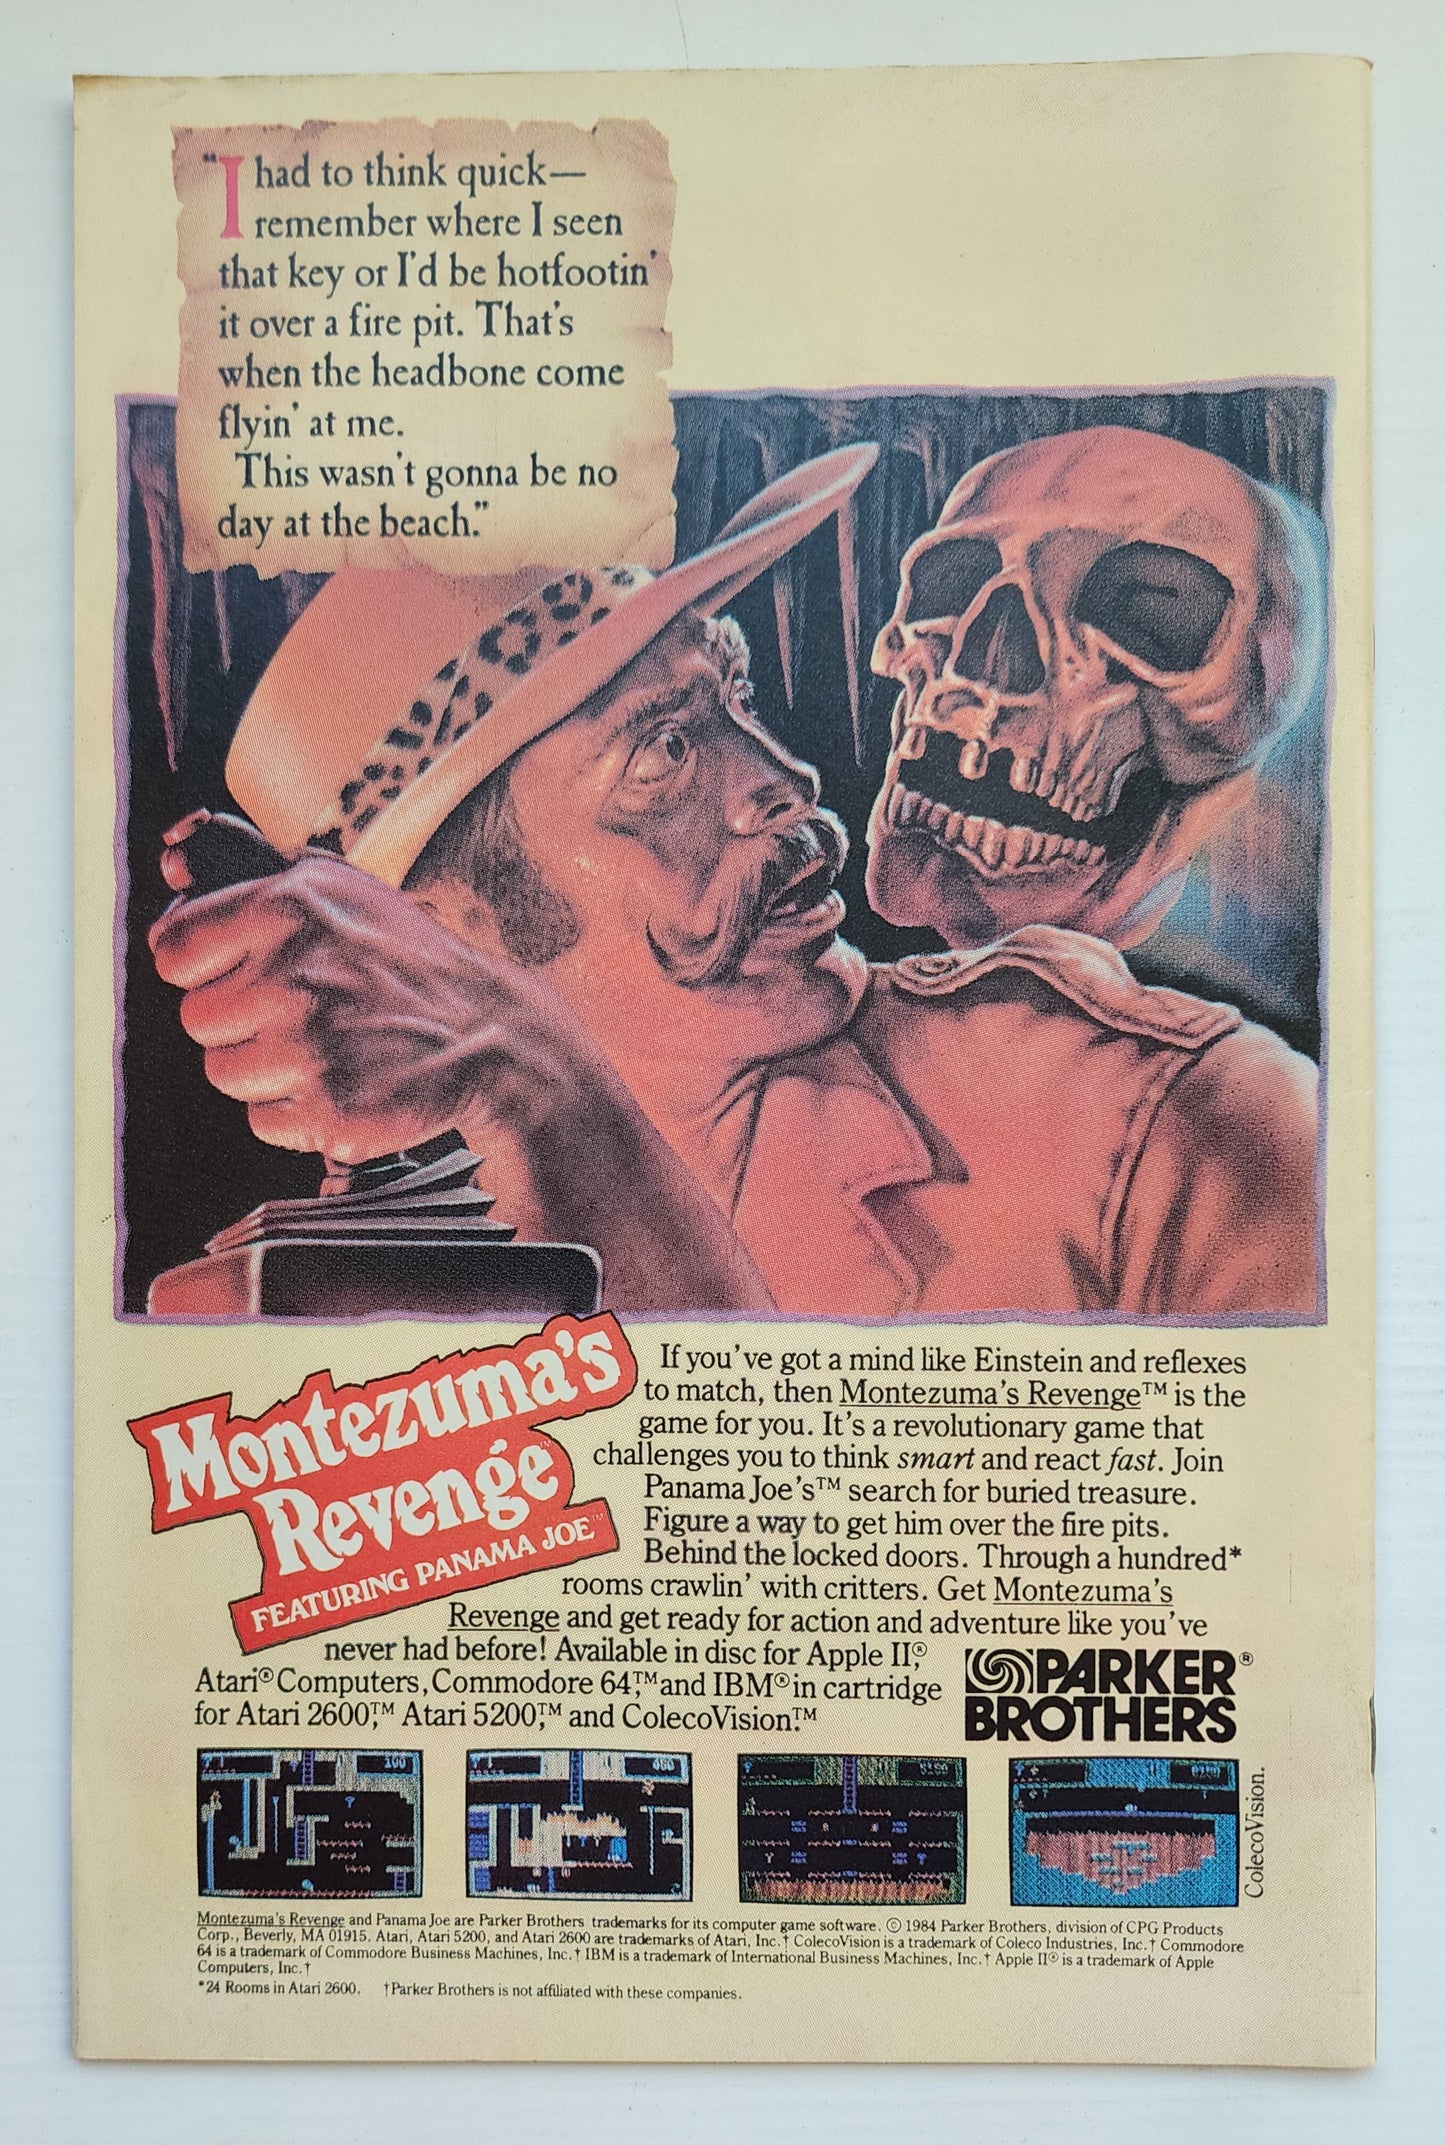 "I had to think quick—
remember where I seen
that key or I'd be hotfootin'
it over a fire pit. That's
when the headbone come
flyin' at me.
This wasn't gonna be no
day at the beach."
Montezuma's
Revenge™
FEATURING PANAMA JOE™
If you've got a mind like Einstein and reflexes
to match, then Montezuma's Revenge™ is the
game for you. It's a revolutionary game that
challenges you to think smart and react fast. Join
Panama Joe's™ search for buried treasure.
Figure a way to get him over the fire pits.
Behind the locked doors. Through a hundred*
rooms crawlin' with critters. Get Montezuma's
Revenge and get ready for action and adventure like you've
never had before! Available in disc for Apple II,®
Atari® Computers, Commodore 64,™ and IBM® in cartridge
for Atari 2600,™ Atari 5200,™ and ColecoVision.™
PARKER®
BROTHERS
100
460
ColecoVision.
Montezuma's Revenge and Panama Joe are Parker Brothers trademarks for its computer game software. © 1984 Parker Brothers, division of CPG Products
Corp., Beverly, MA 01915. Atari, Atari 5200, and Atari 2600 are trademarks of Atari, Inc.† ColecoVision is a trademark of Coleco Industries, Inc.† Commodore
64 is a trademark of Commodore Business Machines, Inc.† IBM is a trademark of International Business Machines, Inc.† Apple II® is a trademark of Apple
Computers, Inc.†
*24 Rooms in Atari 2600. †Parker Brothers is not affiliated with these companies.